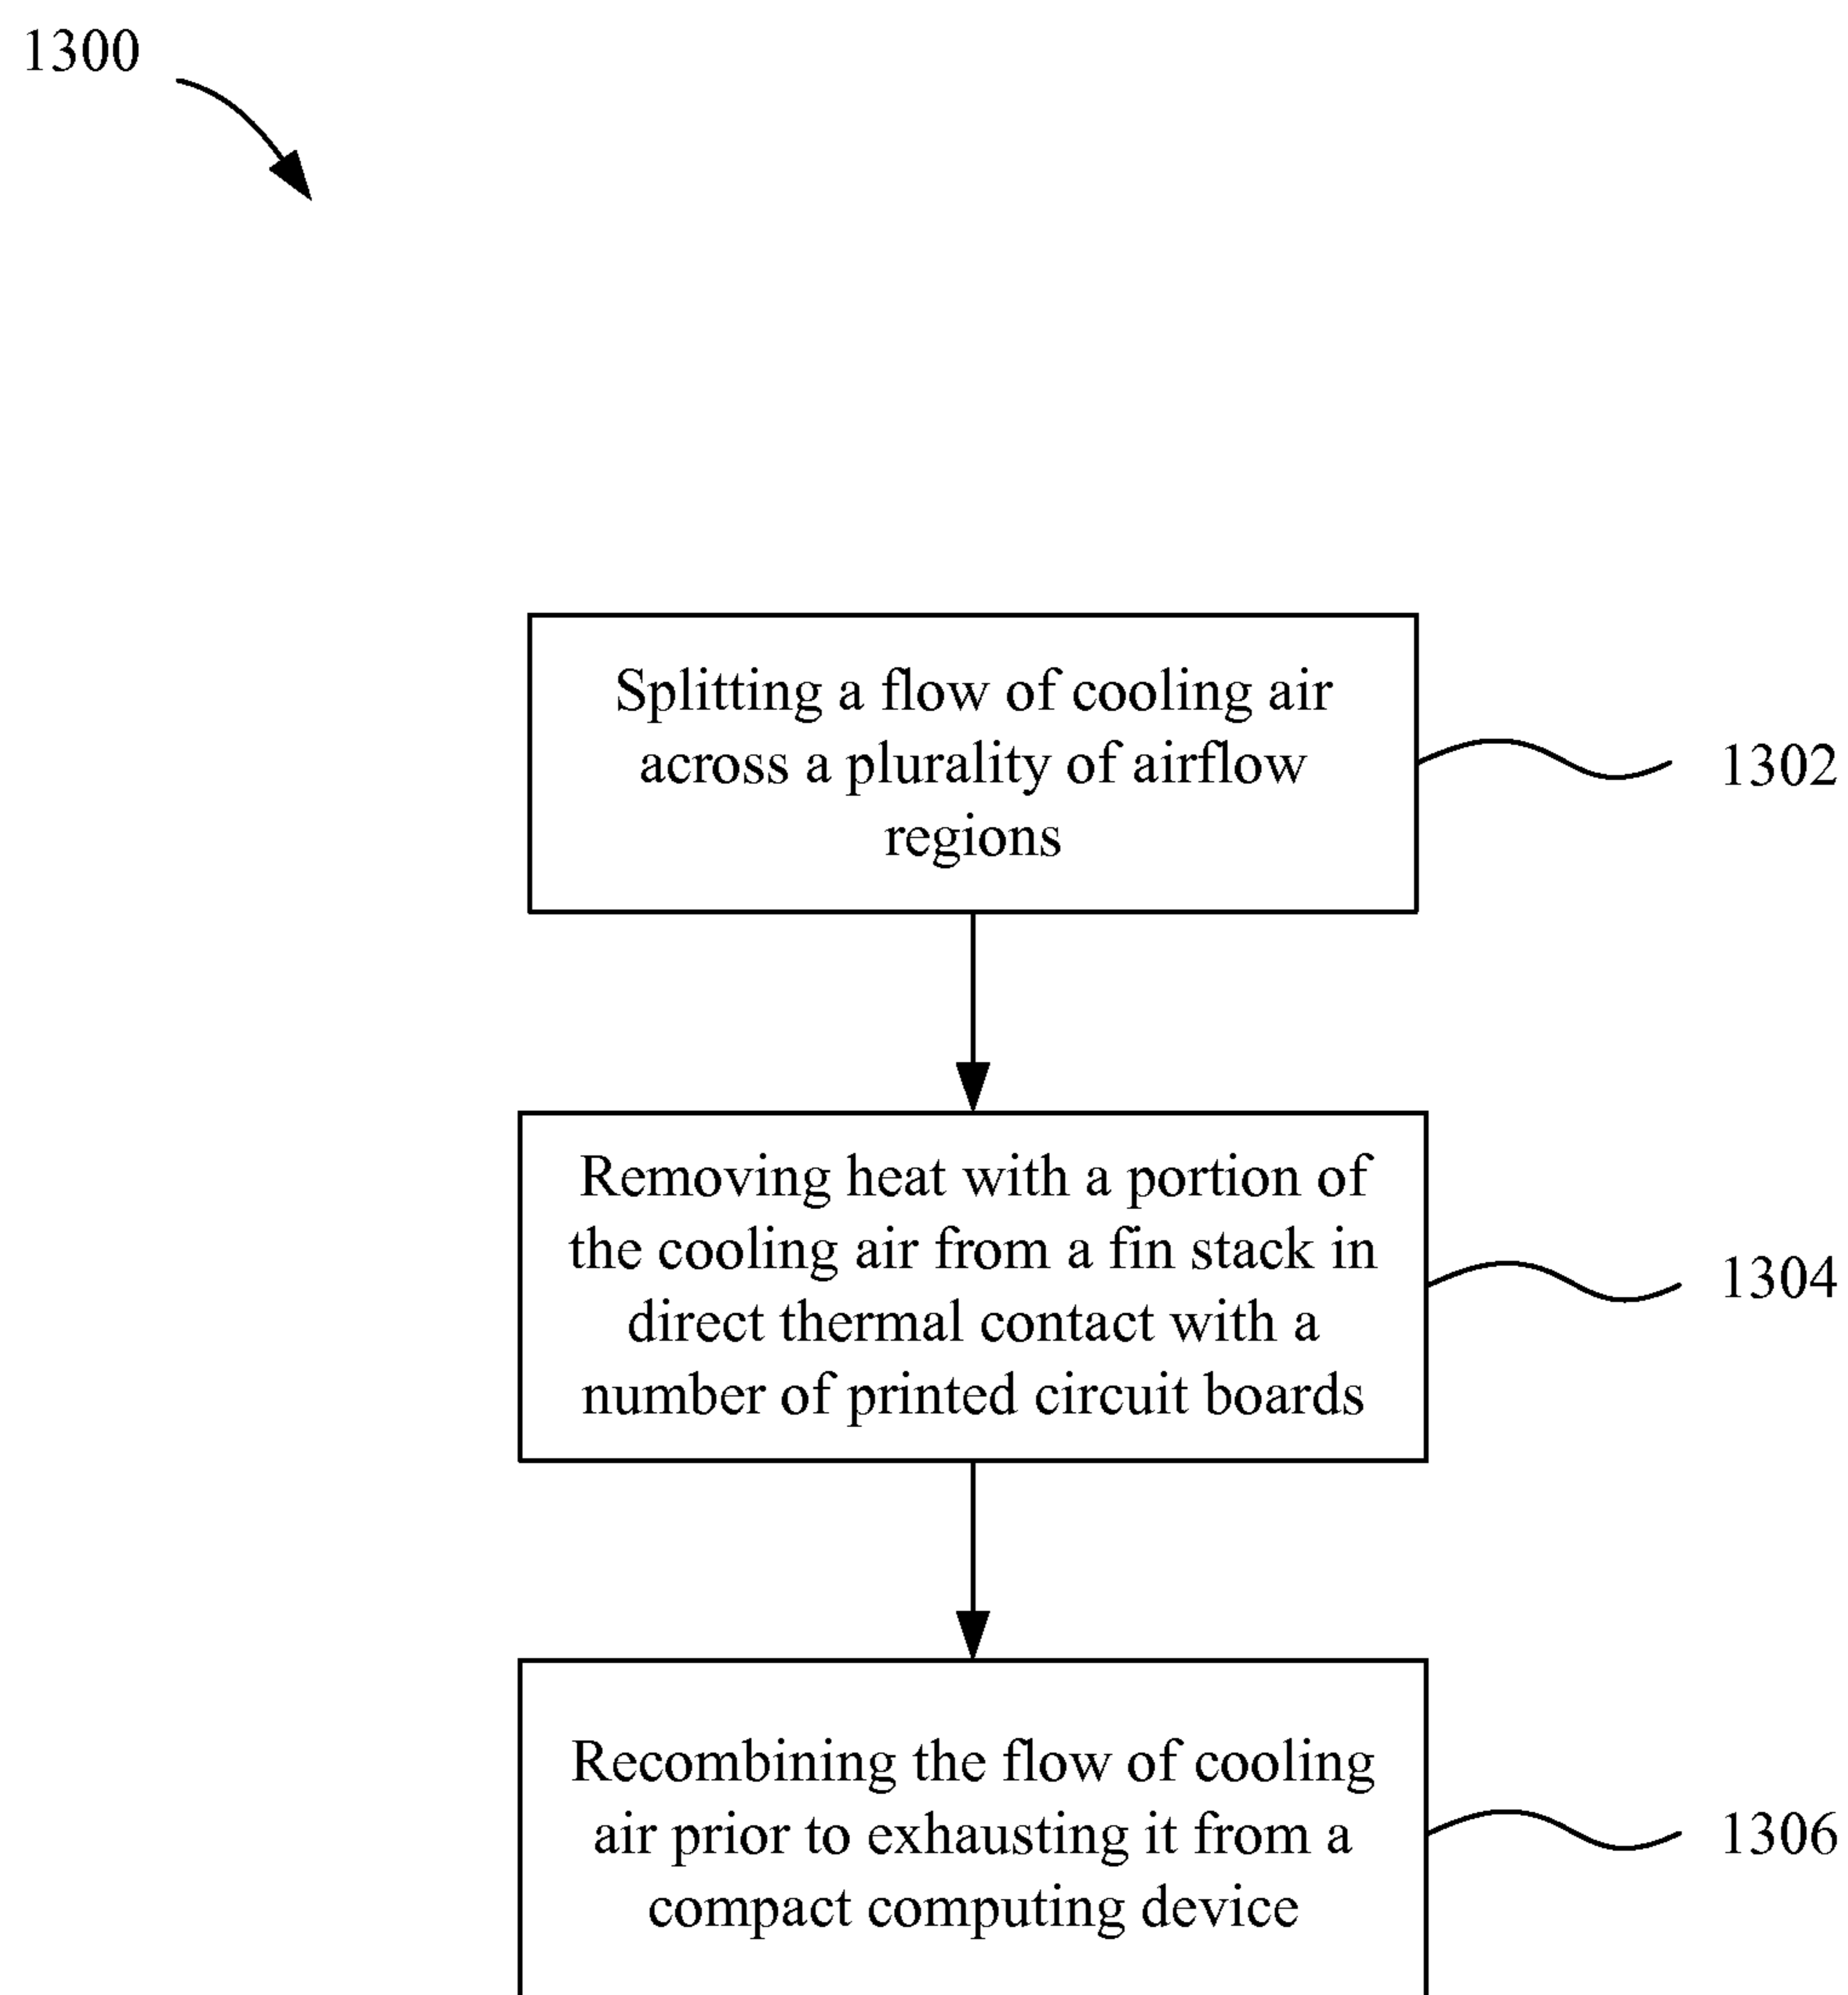 1300
Splitting a flow of cooling air
across a plurality of airflow
regions
1302
Removing heat with a portion of
the cooling air from a fin stack in
direct thermal contact with a
number of printed circuit boards
1304
Recombining the flow of cooling
air prior to exhausting it from a
compact computing device
1306